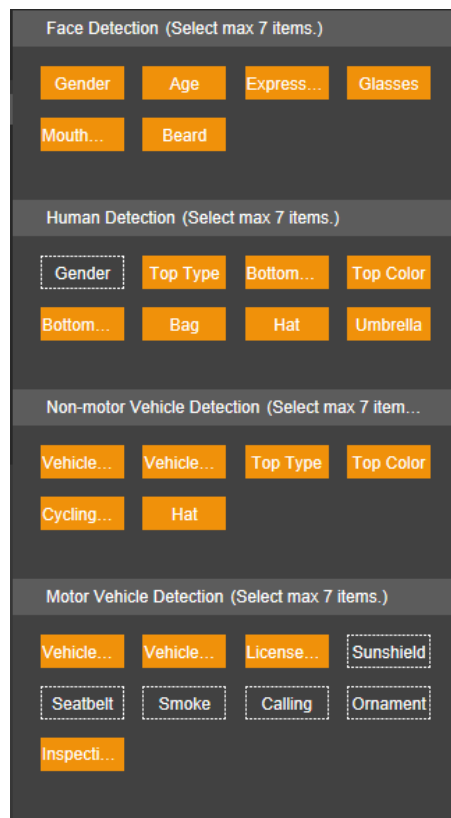 Face Detection (Select max 7 items.)
Gender Age Express... Glasses
Mouth... Beard
Human Detection (Select max 7 items.)
Gender Top Type Bottom... Top Color
Bottom... Bag Hat Umbrella
Non-motor Vehicle Detection (Select max 7 item...
Vehicle... Vehicle... Top Type Top Color
Cycling... Hat
Motor Vehicle Detection (Select max 7 items.)
Vehicle... Vehicle... License... Sunshield
Seatbelt Smoke Calling Ornament
Inspecti...